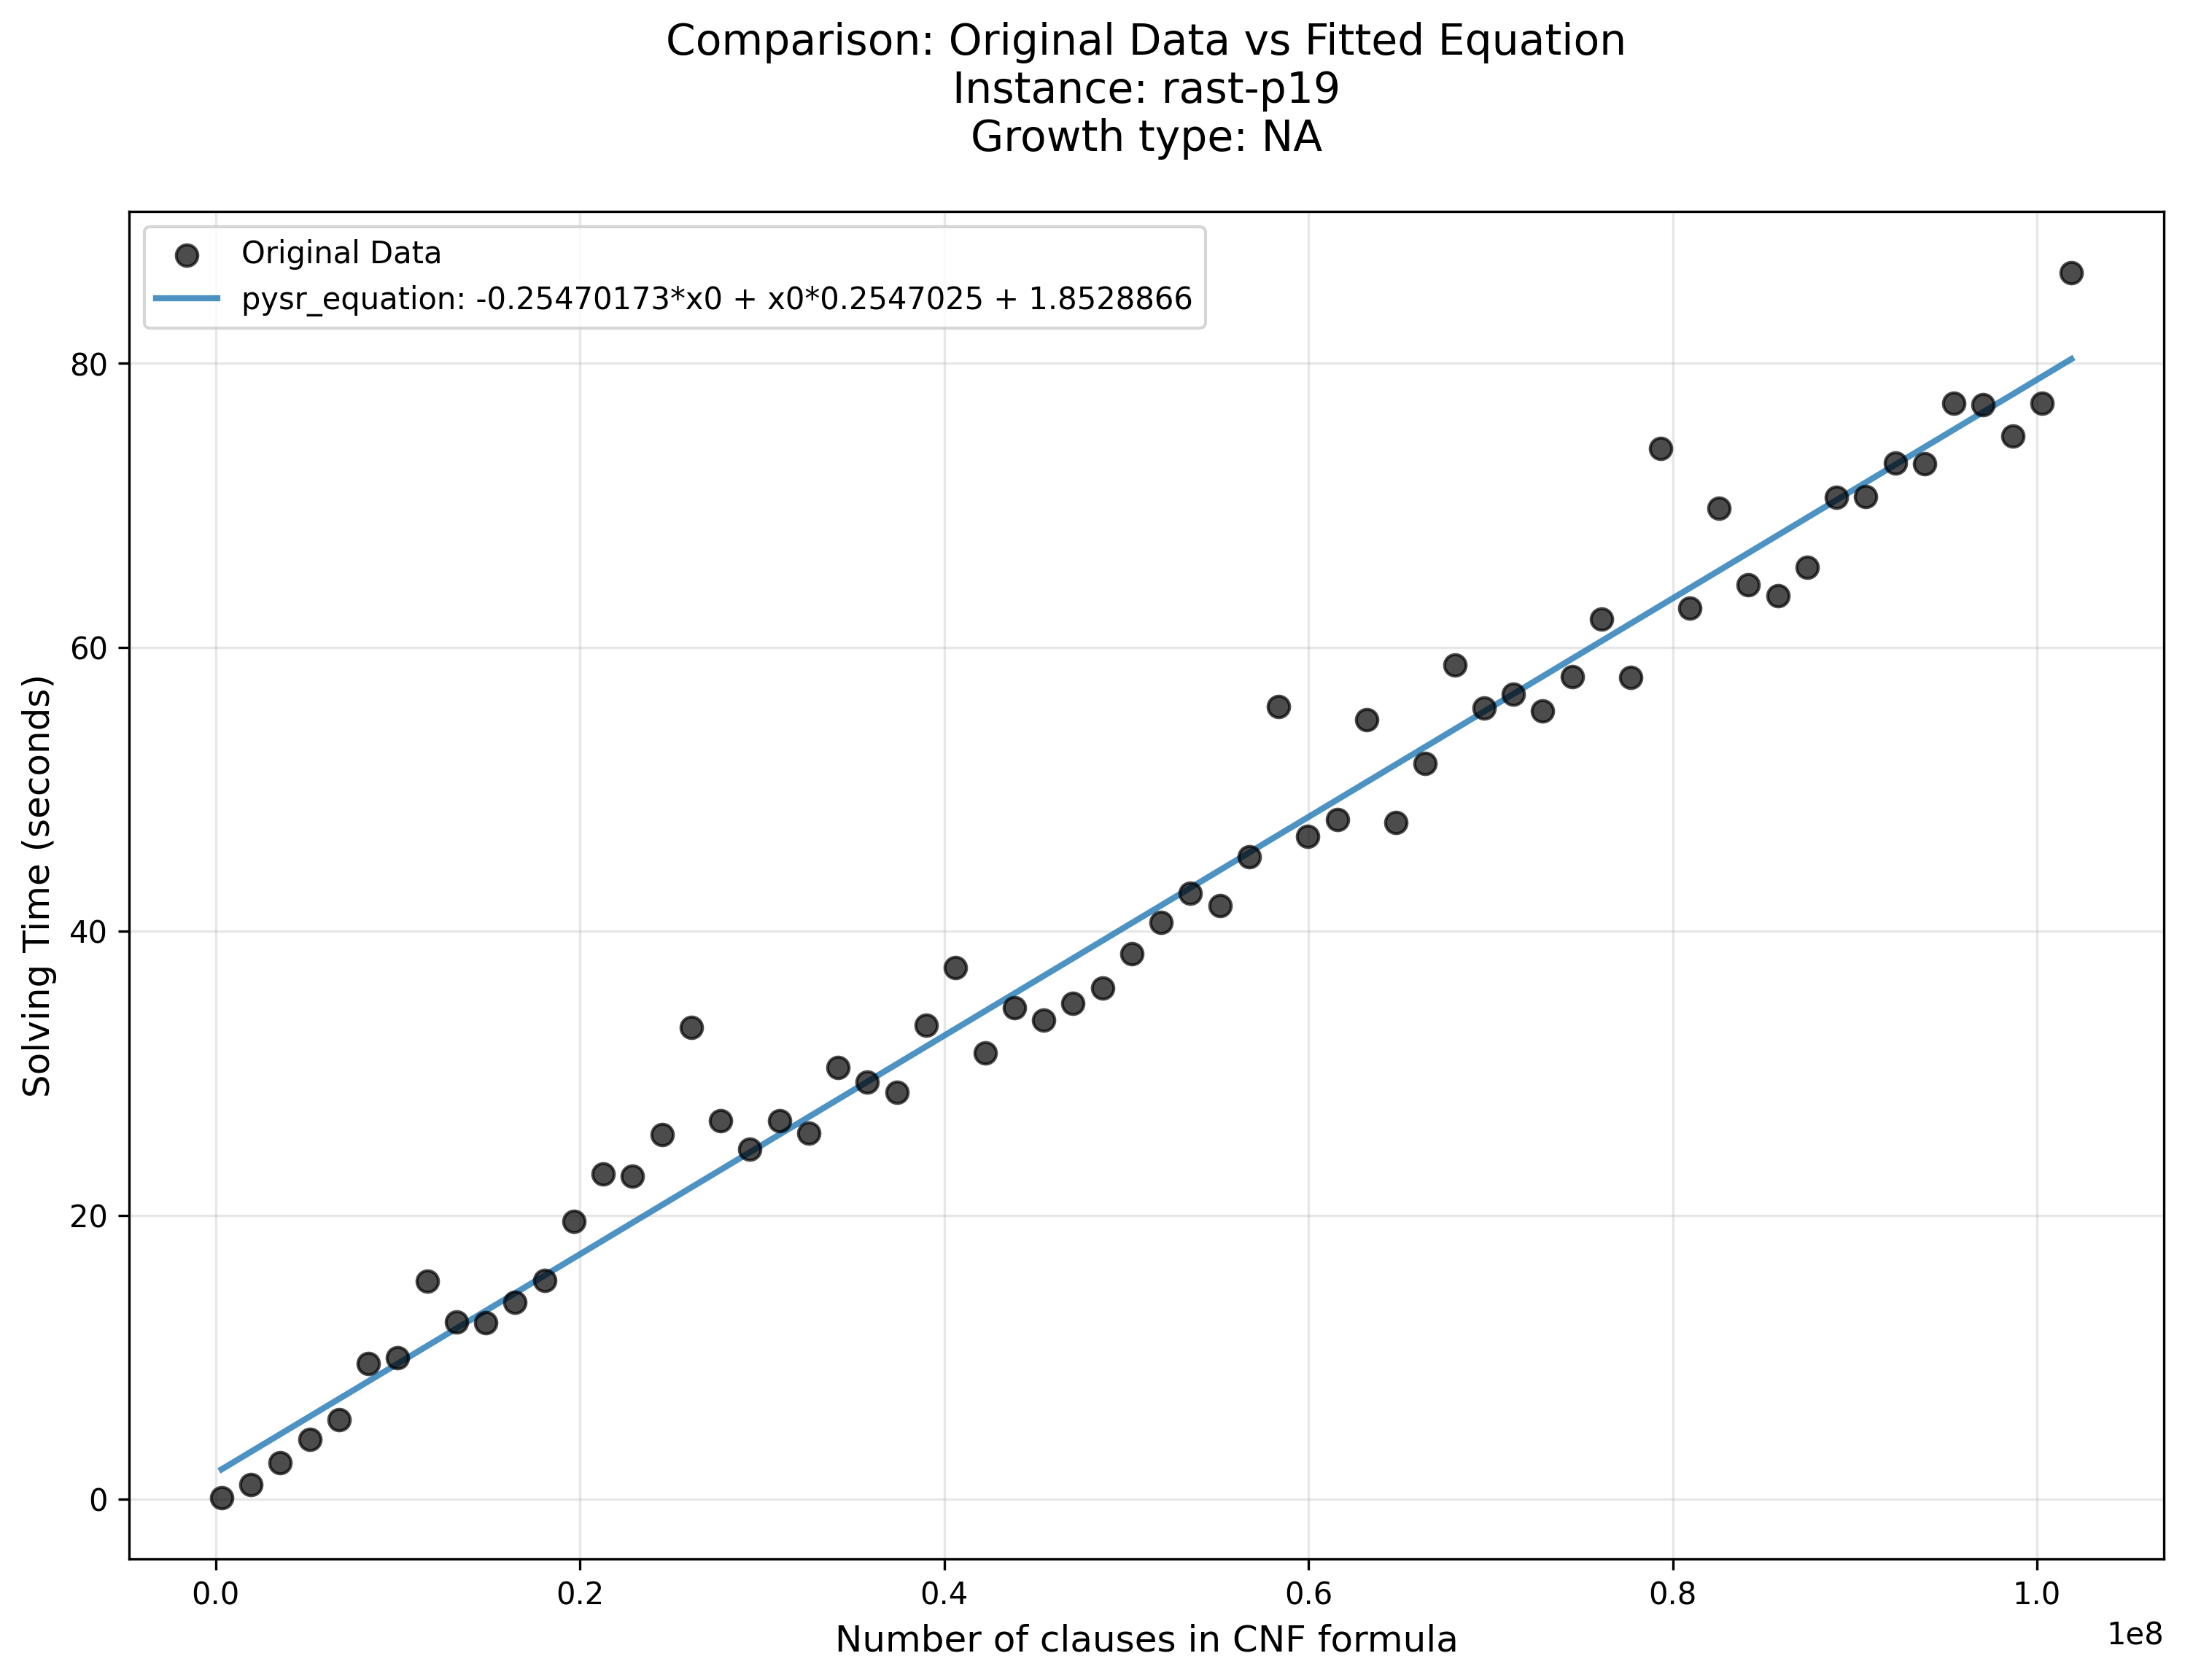 Comparison: Original Data vs Fitted Equation
Instance: rast-p19
Growth type: NA
Original Data
pysr_equation: -0.25470173*x0 + x0*0.2547025 + 1.8528866
Solving Time (seconds)
80
60
40
20
0
0.0 0.2 0.4 0.6 0.8 1.0
1e8
Number of clauses in CNF formula